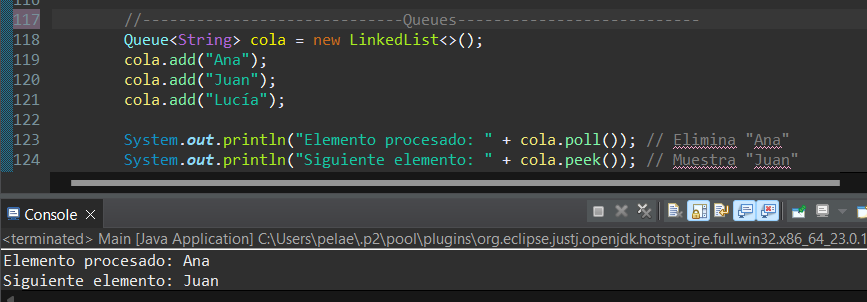 117 //----------------------------Queues--------------------------
118 Queue<String> cola = new LinkedList<>();
119 cola.add("Ana");
120 cola.add("Juan");
121 cola.add("Lucía");
122
123 System.out.println("Elemento procesado: " + cola.poll()); // Elimina "Ana"
124 System.out.println("Siguiente elemento: " + cola.peek()); // Muestra "Juan"
Console
<terminated> Main [Java Application] C:\Users\pelae\.p2\pool\plugins\org.eclipse.justj.openjdk.hotspot.jre.full.win32.x86_64_23.0.1
Elemento procesado: Ana
Siguiente elemento: Juan